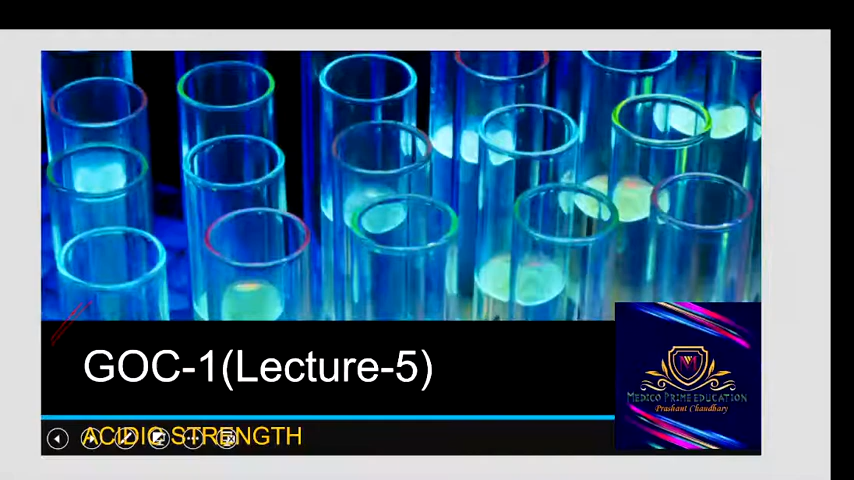 GOC-1(Lecture-5)
MEDICO PRIME EDUCATION
Prashant Chaudhary
ACIDIC STRENGTH